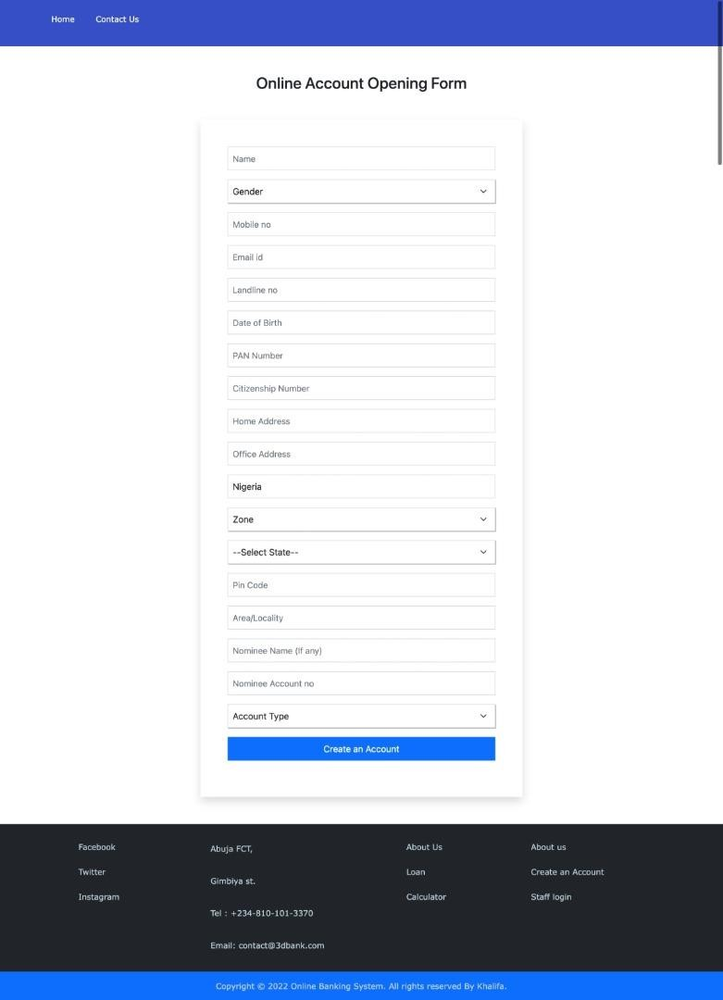 Home Contact Us
Online Account Opening Form
Name
Gender
Mobile no
Email id
Landline no
Date of Birth
PAN Number
Citizenship Number
Home Address
Office Address
Nigeria
Zone
--Select State--
Pin Code
Area/Locality
Nominee Name (If any)
Nominee Account no
Account Type
Create an Account
Facebook
Twitter
Instagram
Abuja FCT,
Gimbiya st.
Tel : +234-810-101-3370
Email: contact@3dbank.com
About Us
Loan
Calculator
About us
Create an Account
Staff login
Copyright © 2022 Online Banking System. All rights reserved By Khalifa.